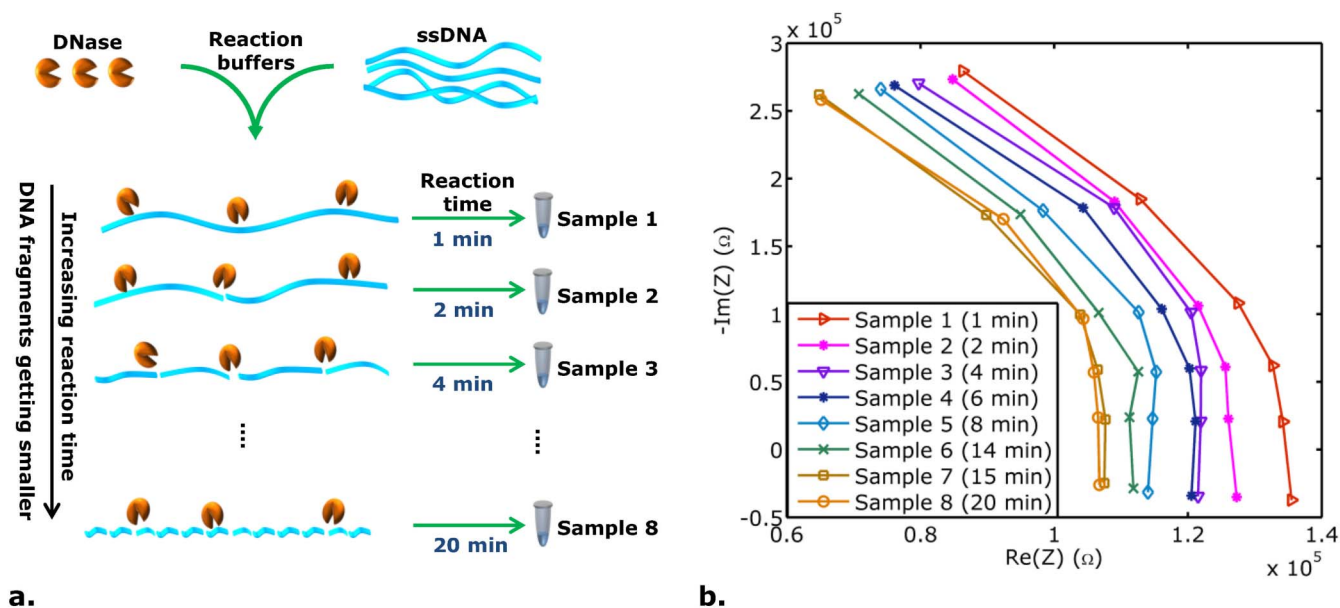 DNase
Reaction
buffers
ssDNA
Increasing reaction time
DNA fragments getting smaller
Reaction
time
1 min
Sample 1
2 min
Sample 2
4 min
Sample 3
20 min
Sample 8
a.
x 10^5
3
2.5
2
1.5
1
0.5
0
-0.5
-Im(Z) (Ω)
Sample 1 (1 min)
Sample 2 (2 min)
Sample 3 (4 min)
Sample 4 (6 min)
Sample 5 (8 min)
Sample 6 (14 min)
Sample 7 (15 min)
Sample 8 (20 min)
0.6 0.8 1 1.2 1.4
Re(Z) (Ω)
x 10^5
b.